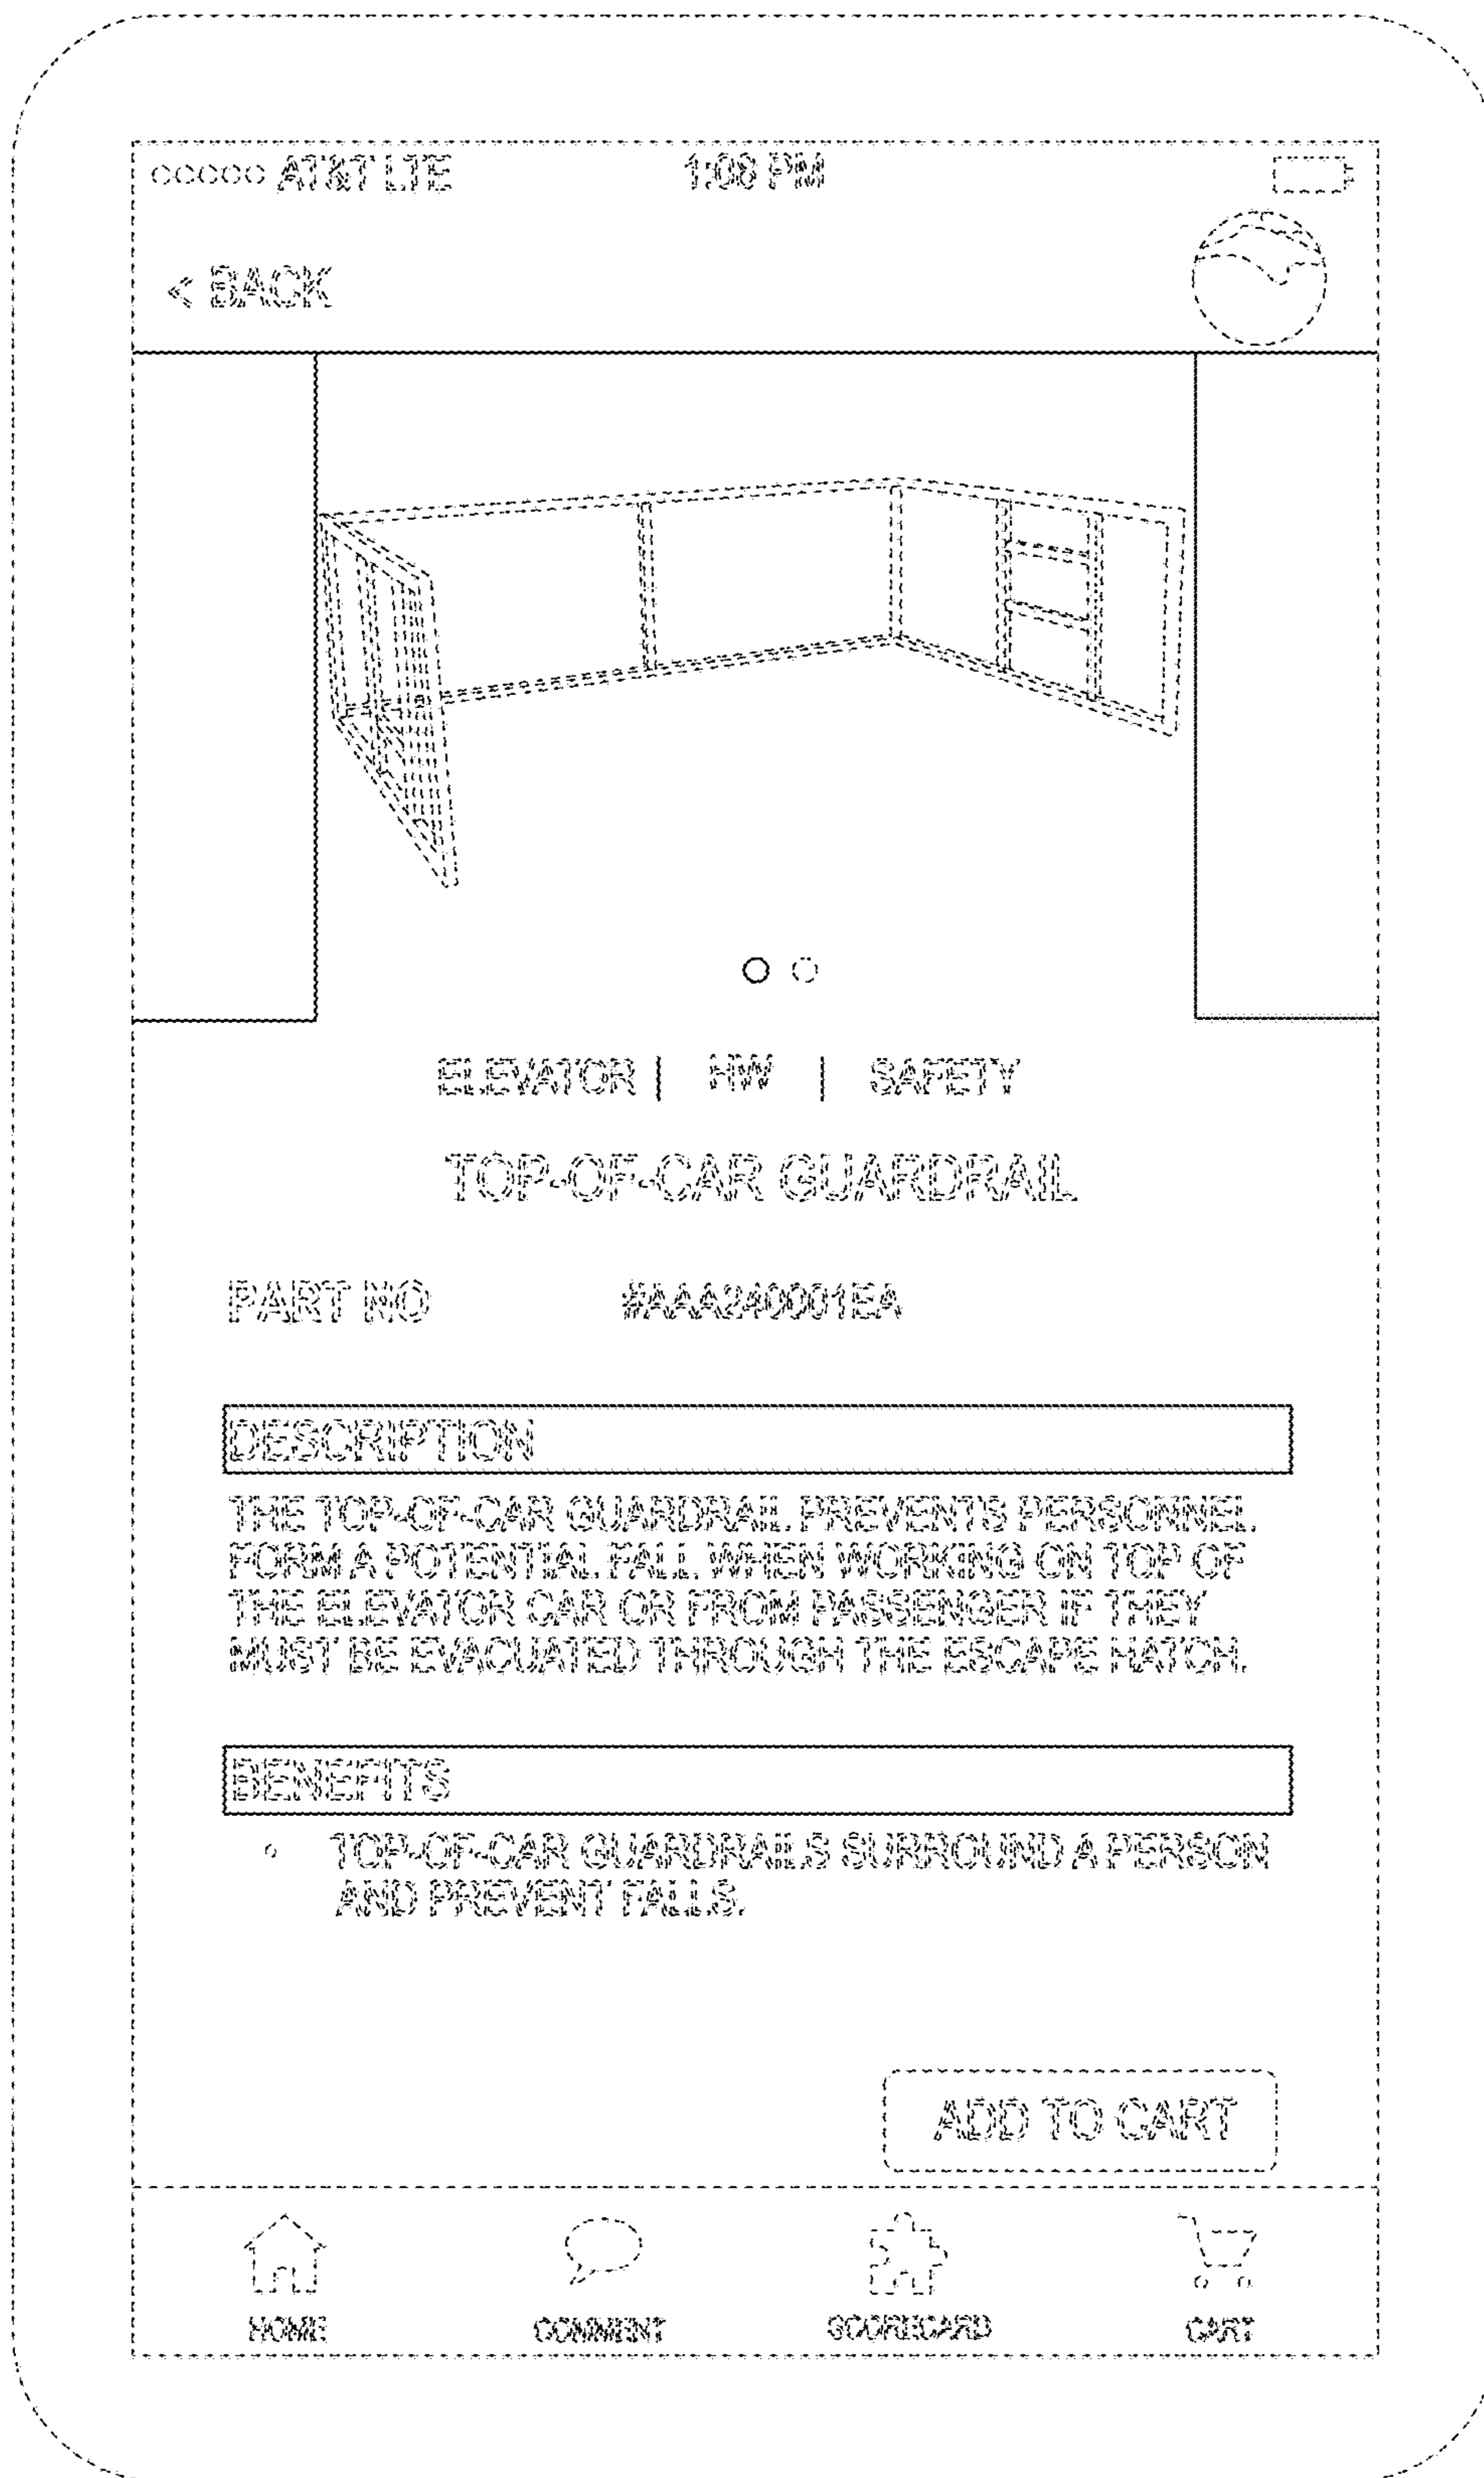 AT&T LTE 1:08 PM
< BACK
ELEVATOR | HW | SAFETY
TOP-OF-CAR GUARDRAIL
PART NO #AAA240001EA
DESCRIPTION
THE TOP-OF-CAR GUARDRAIL PREVENTS PERSONNEL
FORM A POTENTIAL FALL WHEN WORKING ON TOP OF
THE ELEVATOR CAR OR FROM PASSENGER IF THEY
MUST BE EVACUATED THROUGH THE ESCAPE HATCH.
BENEFITS
TOP-OF-CAR GUARDRAILS SURROUND A PERSON
AND PREVENT FALLS.
ADD TO CART
HOME COMMENT SCORECARD CART